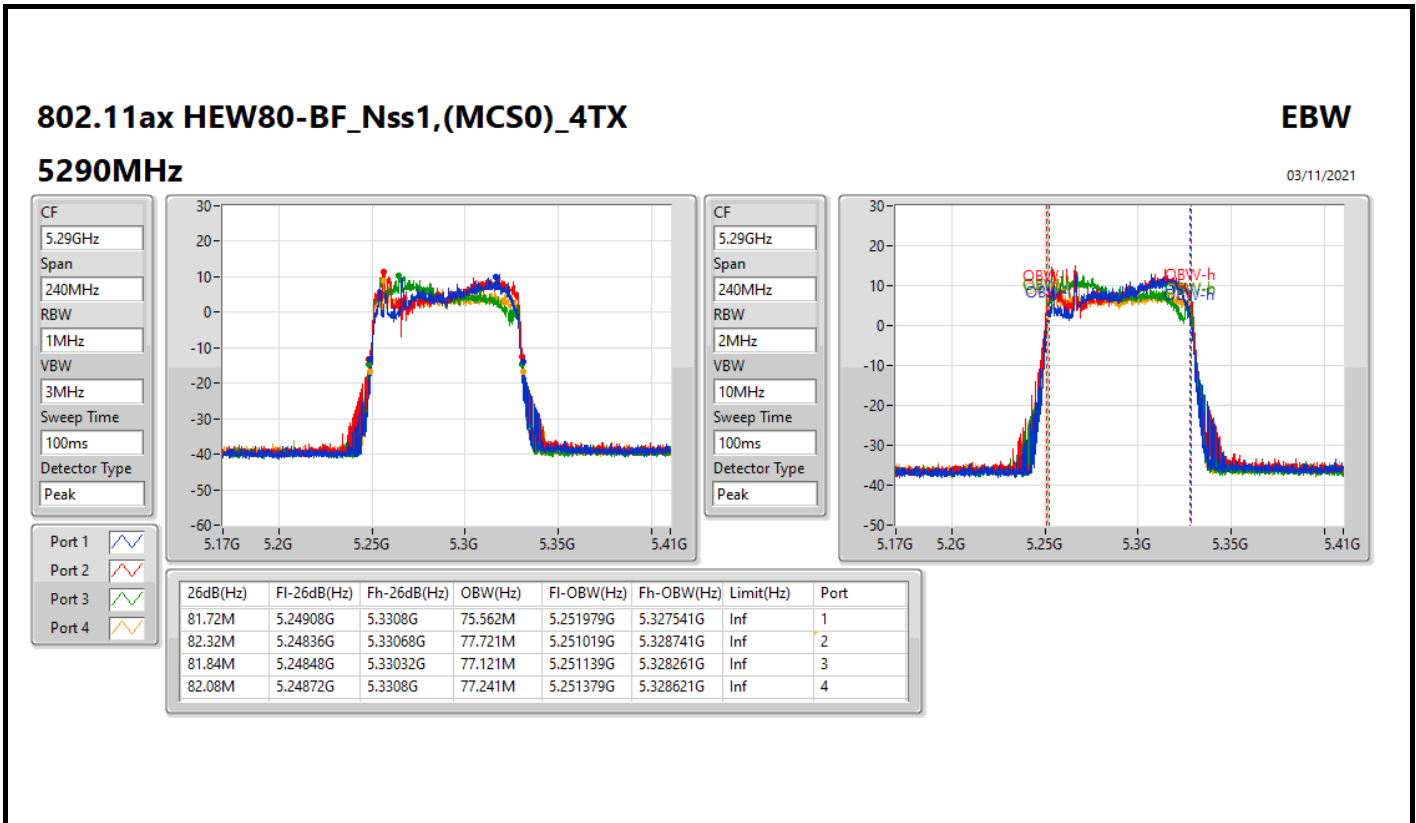 802.11ax HEW80-BF_Nss1,(MCS0)_4TX
EBW
5290MHz
03/11/2021
CF
5.29GHz
Span
240MHz
RBW
1MHz
VBW
3MHz
Sweep Time
100ms
Detector Type
Peak
30
20
10
0
-10
-20
-30
-40
-50
-60
5.17G 5.2G 5.25G 5.3G 5.35G 5.41G
CF
5.29GHz
Span
240MHz
RBW
2MHz
VBW
10MHz
Sweep Time
100ms
Detector Type
Peak
30
20
10
0
-10
-20
-30
-40
-50
OBW-h
5.17G 5.2G 5.25G 5.3G 5.35G 5.41G
Port 1
Port 2
Port 3
Port 4
26dB(Hz) Fl-26dB(Hz) Fh-26dB(Hz) OBW(Hz) Fl-OBW(Hz) Fh-OBW(Hz) Limit(Hz) Port
81.72M 5.24908G 5.3308G 75.562M 5.251979G 5.327541G Inf 1
82.32M 5.24836G 5.33068G 77.721M 5.251019G 5.328741G Inf 2
81.84M 5.24848G 5.33032G 77.121M 5.251139G 5.328261G Inf 3
82.08M 5.24872G 5.3308G 77.241M 5.251379G 5.328621G Inf 4